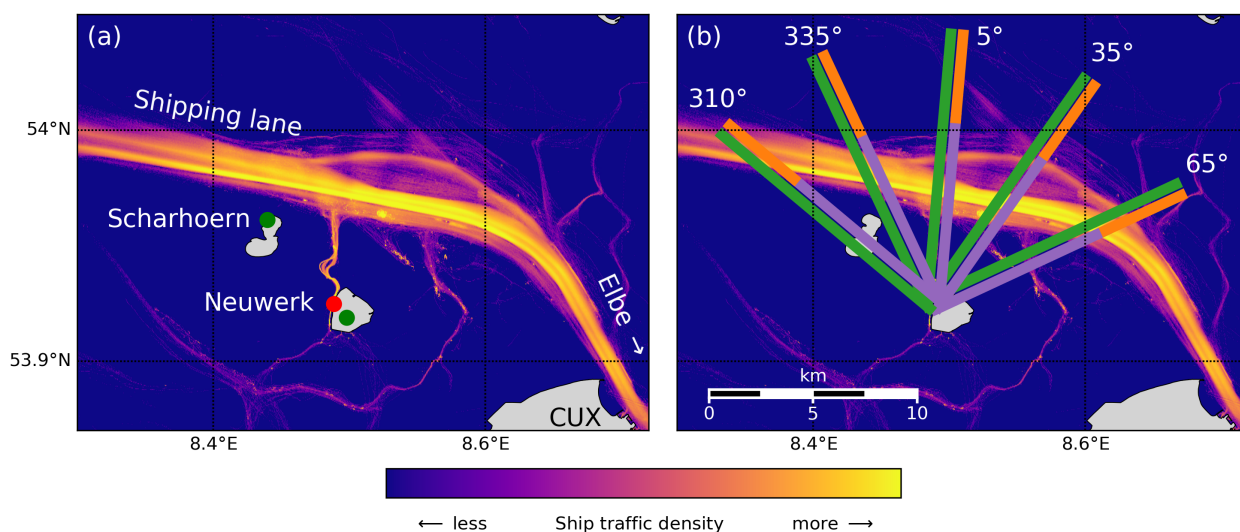 (a)
Shipping lane
Scharhoern
Neuwerk
Elbe →
CUX
54°N
53.9°N
8.4°E
8.6°E
(b)
310°
335°
5°
35°
65°
km
0
5
10
8.4°E
8.6°E
← less Ship traffic density more →